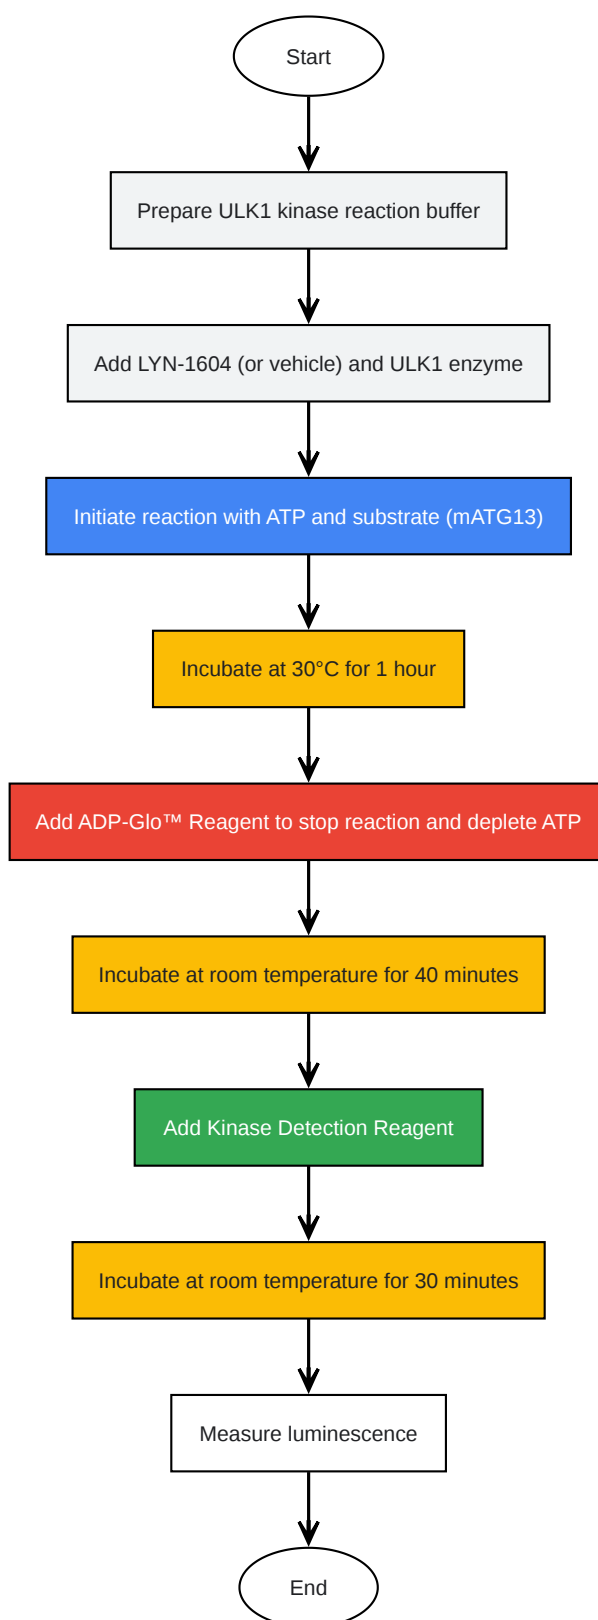 Start
Prepare ULK1 kinase reaction buffer
Add LYN-1604 (or vehicle) and ULK1 enzyme
Initiate reaction with ATP and substrate (mATG13)
Incubate at 30°C for 1 hour
Add ADP-Glo™ Reagent to stop reaction and deplete ATP
Incubate at room temperature for 40 minutes
Add Kinase Detection Reagent
Incubate at room temperature for 30 minutes
Measure luminescence
End